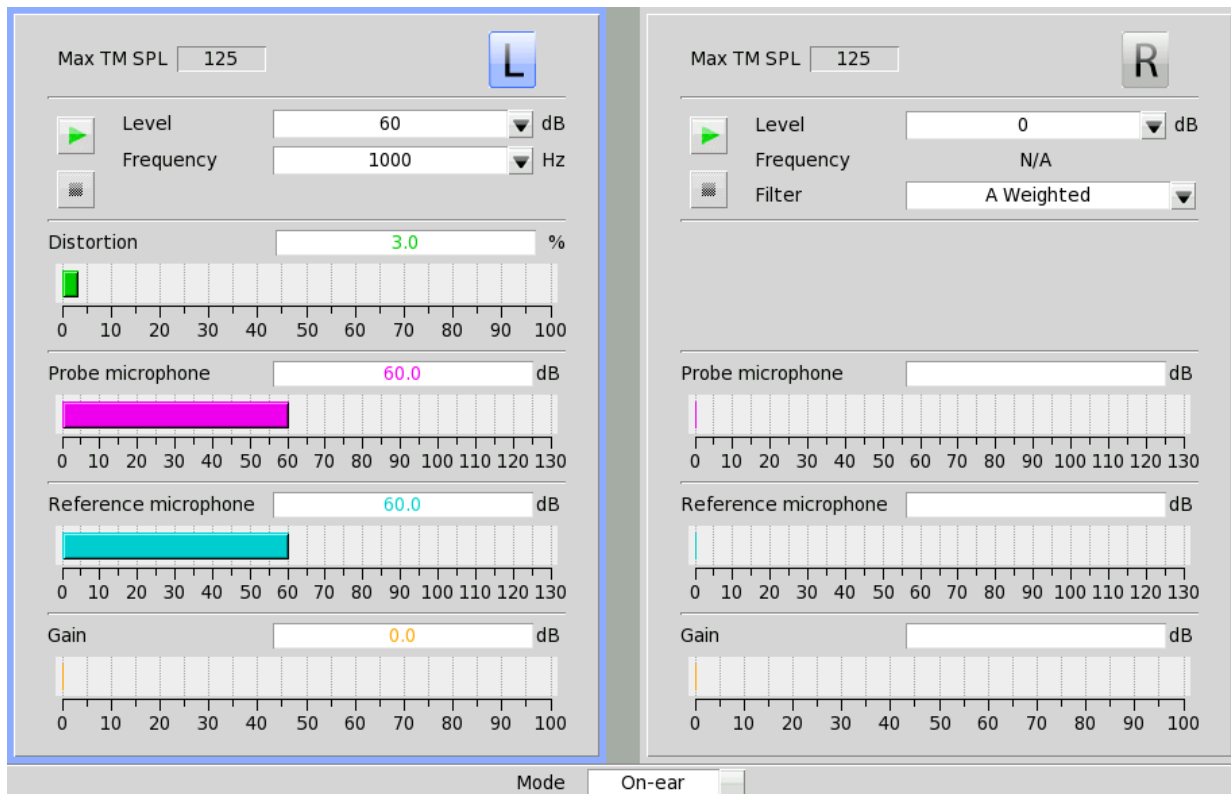 Max TM SPL 125 L
Level 60 dB
Frequency 1000 Hz
Distortion 3.0 %
0 10 20 30 40 50 60 70 80 90 100
Probe microphone 60.0 dB
0 10 20 30 40 50 60 70 80 90 100 110 120 130
Reference microphone 60.0 dB
0 10 20 30 40 50 60 70 80 90 100 110 120 130
Gain 0.0 dB
0 10 20 30 40 50 60 70 80 90 100
Max TM SPL 125 R
Level 0 dB
Frequency N/A
Filter A Weighted
Probe microphone dB
0 10 20 30 40 50 60 70 80 90 100 110 120 130
Reference microphone dB
0 10 20 30 40 50 60 70 80 90 100 110 120 130
Gain dB
0 10 20 30 40 50 60 70 80 90 100
Mode On-ear